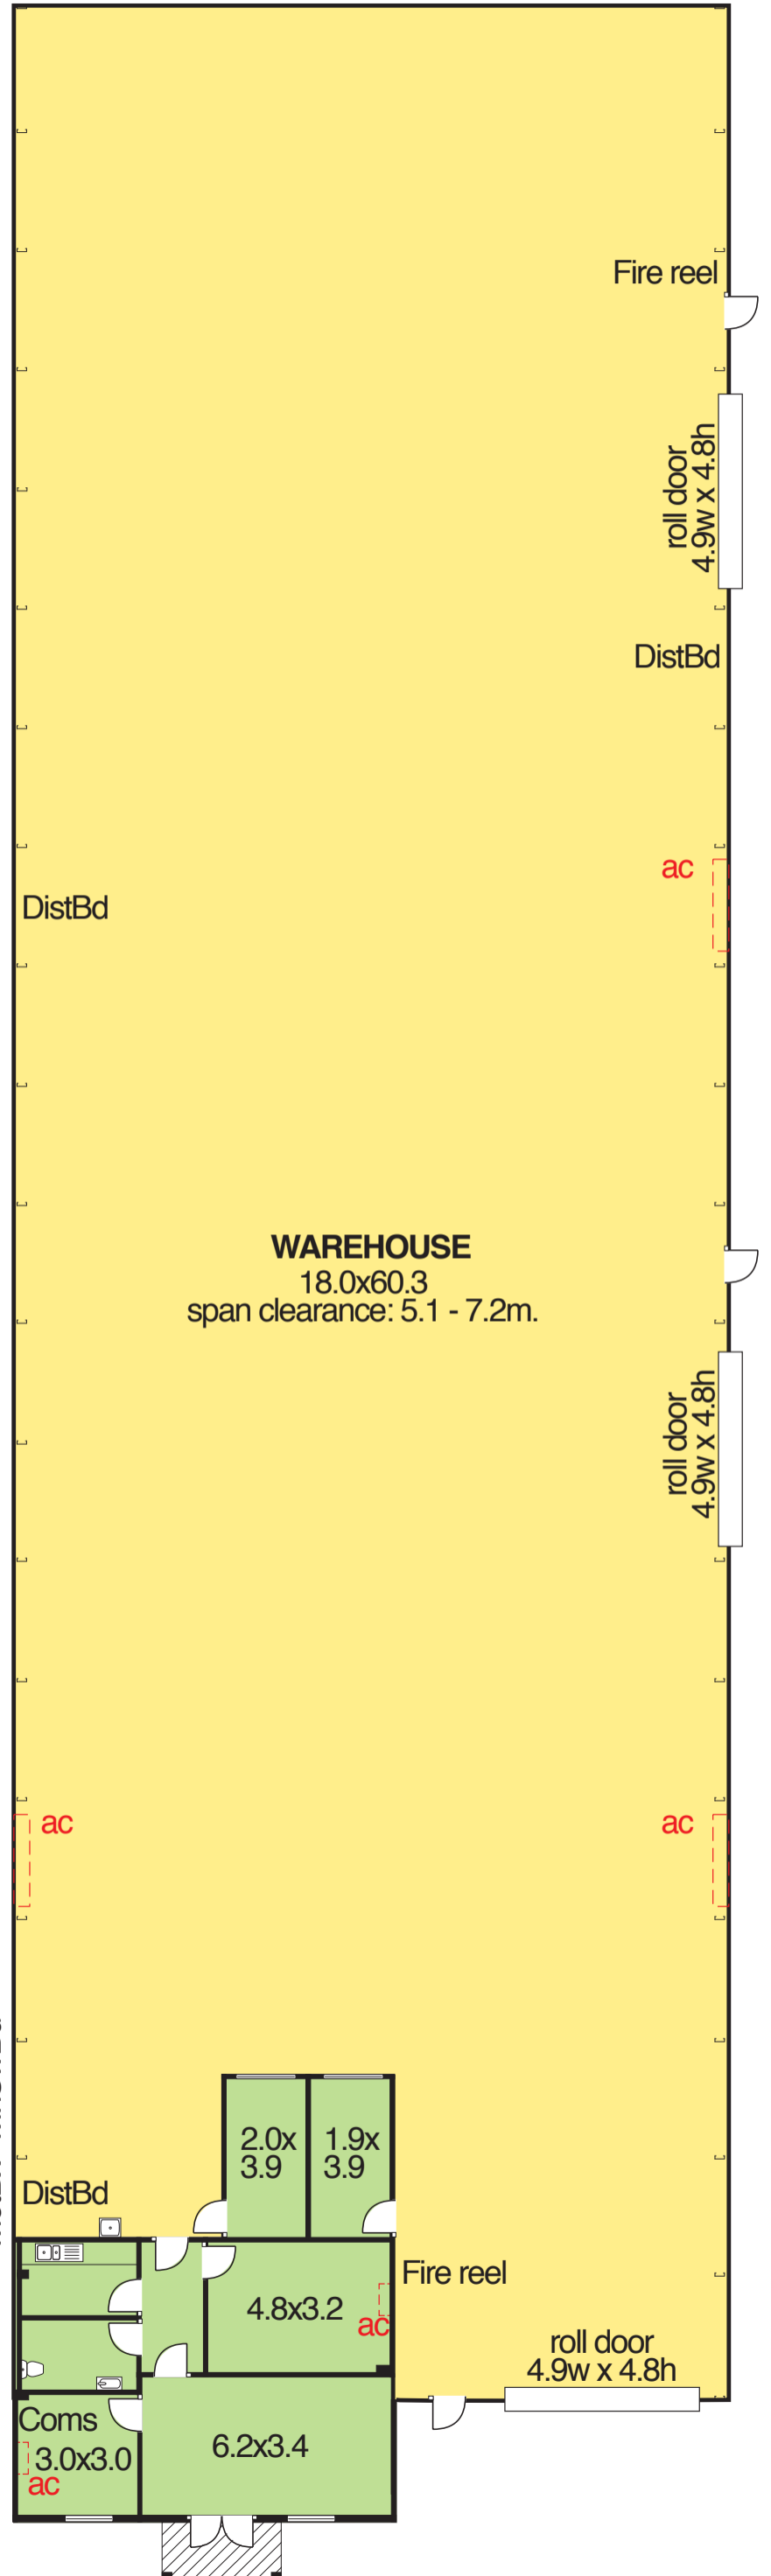 Fire reel
roll door
4.9w x 4.8h
DistBd
ac
DistBd
WAREHOUSE
18.0x60.3
span clearance: 5.1 - 7.2m.
roll door
4.9w x 4.8h
ac
ac
2.0x
3.9
1.9x
3.9
DistBd
Fire reel
4.8x3.2
ac
roll door
4.9w x 4.8h
Coms
3.0x3.0
ac
6.2x3.4